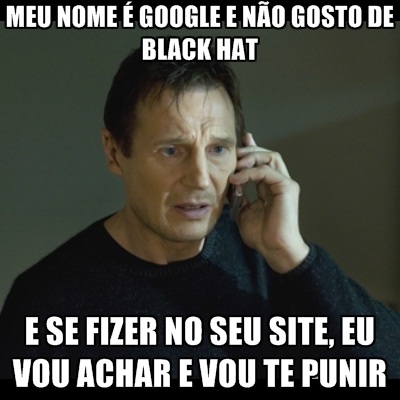 MEU NOME É GOOGLE E NÃO GOSTO DE
BLACK HAT
E SE FIZER NO SEU SITE, EU
VOU ACHAR E VOU TE PUNIR